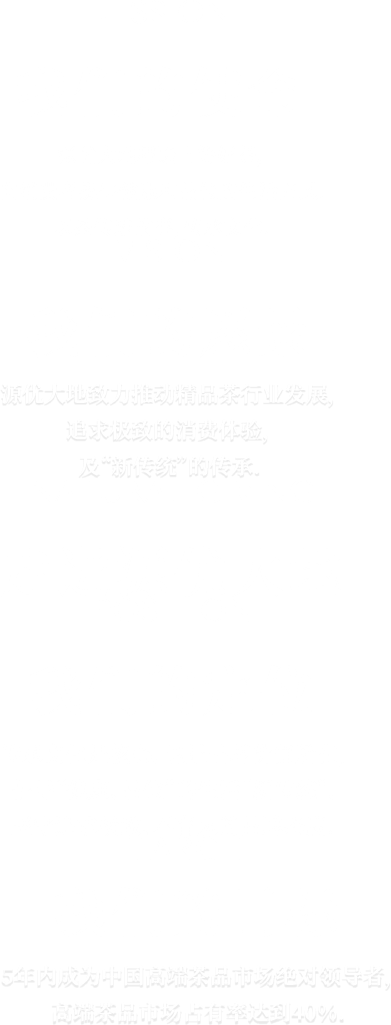 源优大地致力推动精品茶行业发展,
追求极致的消费体验,
及“新传统”的传承.
5年内成为中国高端茶品市场绝对领导者,
高端茶品市场占有率达到40%.